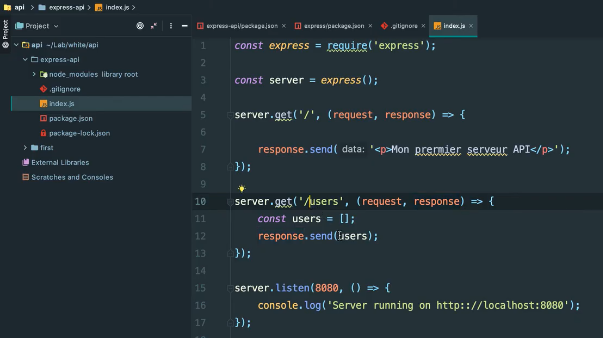 api
express-api
index.js
Project
Project
express-api/package.json
express/package.json
.gitignore
index.js
api ~/Lab/white/api
express-api
node_modules library root
.gitignore
index.js
package.json
package-lock.json
first
External Libraries
Scratches and Consoles
1 const express = require('express');
2
3 const server = express();
4
5 server.get('/', (request, response) => {
6
7 response.send( data: '<p>Mon prermier serveur API</p>');
8 });
9
10 server.get('/users', (request, response) => {
11 const users = [];
12 response.send(users);
13 });
14
15 server.listen(8080, () => {
16 console.log('Server running on http:://localhost:8080');
17 });